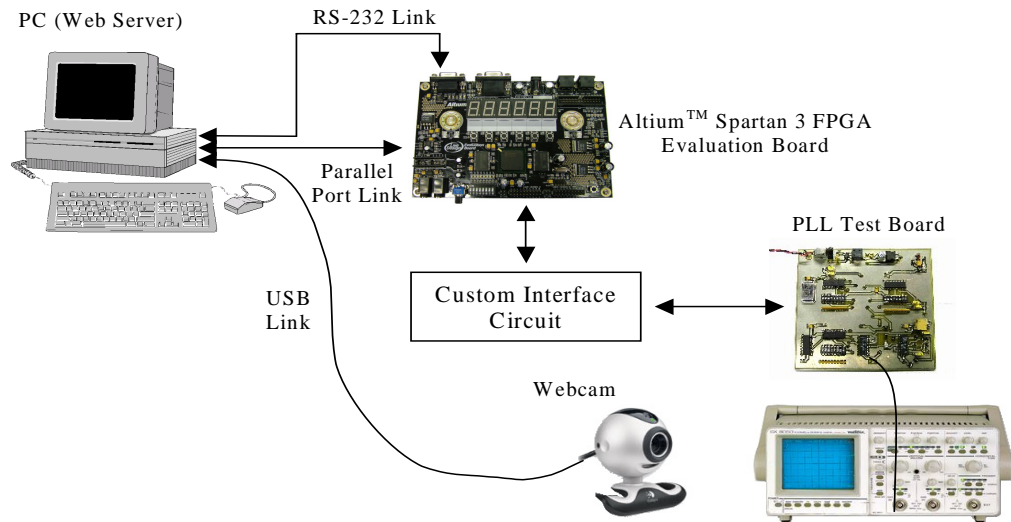 PC (Web Server)
RS-232 Link
Altium
Altium™ Spartan 3 FPGA
Evaluation Board
Parallel
Port Link
PLL Test Board
USB
Link
Custom Interface
Circuit
Webcam